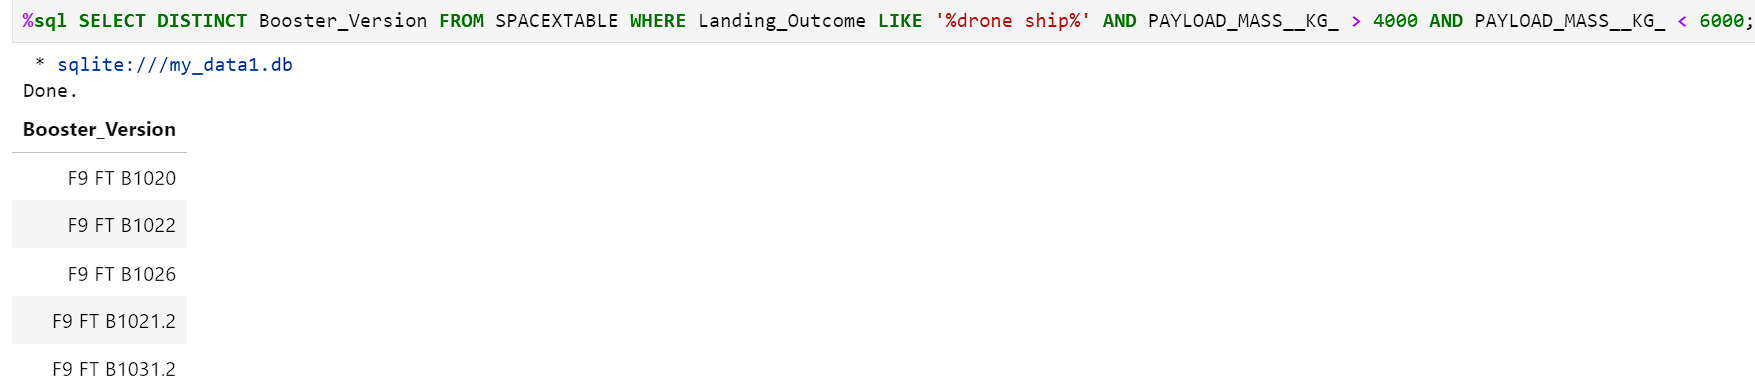 %sql SELECT DISTINCT Booster_Version FROM SPACEXTABLE WHERE Landing_Outcome LIKE '%drone ship%' AND PAYLOAD_MASS__KG_ > 4000 AND PAYLOAD_MASS__KG_ < 6000;
* sqlite:///my_data1.db
Done.
Booster_Version
F9 FT B1020
F9 FT B1022
F9 FT B1026
F9 FT B1021.2
F9 FT B1031.2